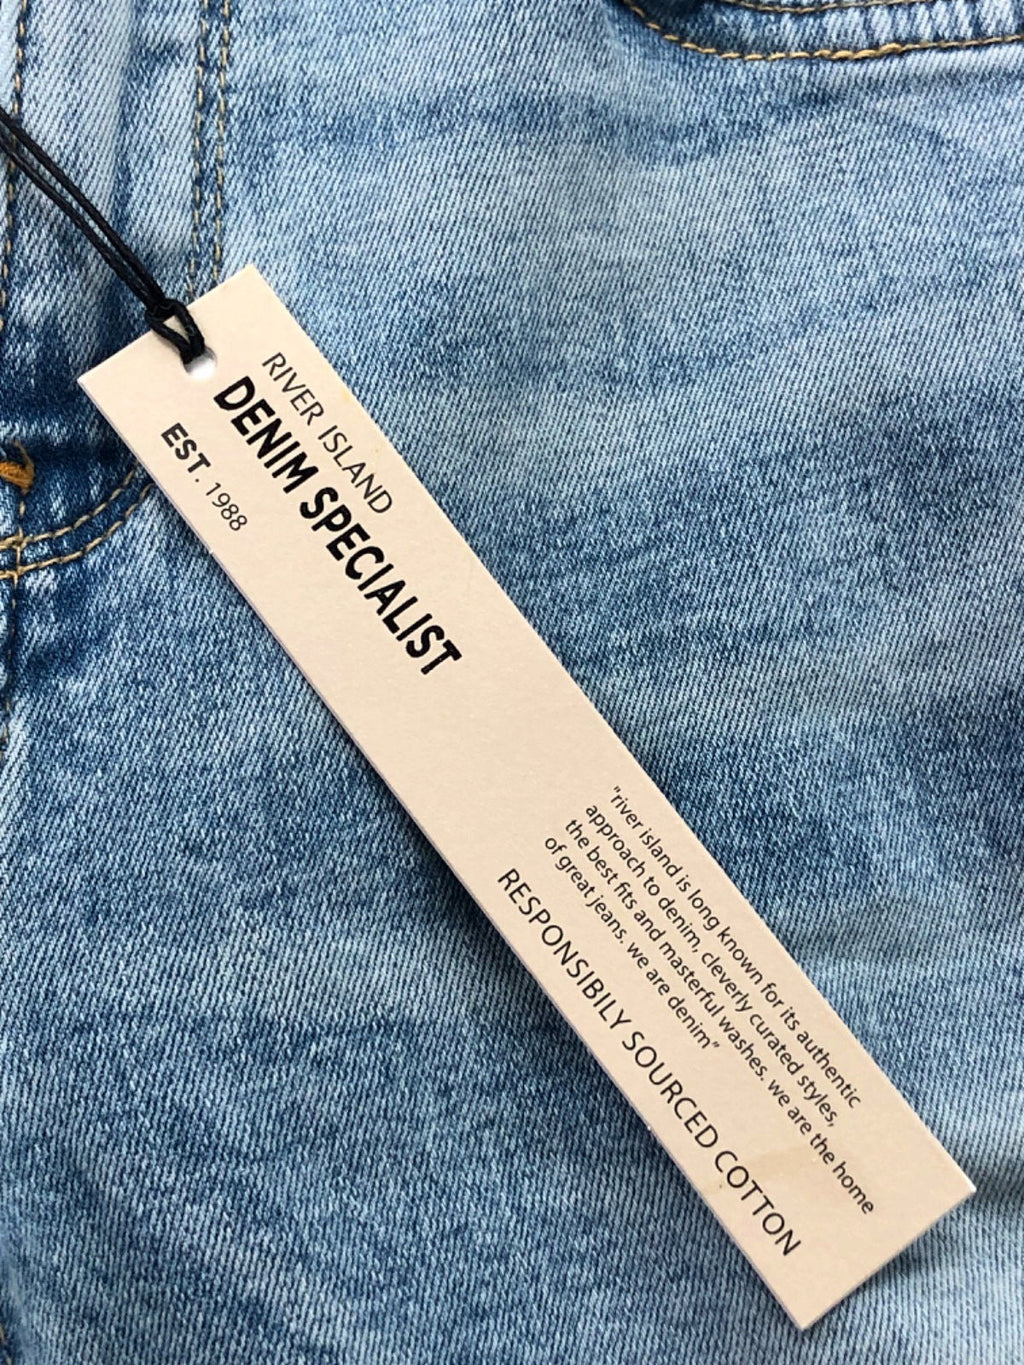 RIVER ISLAND
DENIM SPECIALIST
EST. 1988
"river island is long known for its authentic
approach to denim, cleverly curated styles,
the best fits and masterful washes. we are the home
of great jeans. we are denim"
RESPONSIBILY SOURCED COTTON